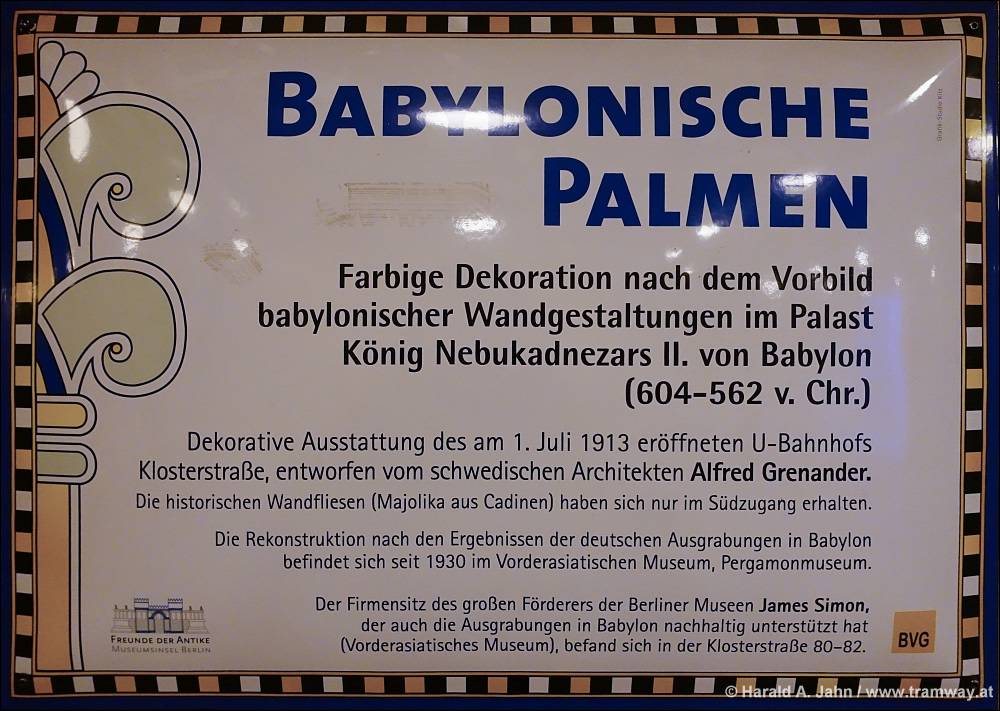 BABYLONISCHE
PALMEN
Farbige Dekoration nach dem Vorbild
babylonischer Wandgestaltungen im Palast
König Nebukadnezars II. von Babylon
(604-562 v. Chr.)
Dekorative Ausstattung des am 1. Juli 1913 eröffneten U-Bahnhofs
Klosterstraße, entworfen vom schwedischen Architekten Alfred Grenander.
Die historischen Wandfliesen (Majolika aus Cadinen) haben sich nur im Südzugang erhalten.
Die Rekonstruktion nach den Ergebnissen der deutschen Ausgrabungen in Babylon
befindet sich seit 1930 im Vorderasiatischen Museum, Pergamonmuseum.
Der Firmensitz des großen Förderers der Berliner Museen James Simon,
der auch die Ausgrabungen in Babylon nachhaltig unterstützt hat
(Vorderasiatisches Museum), befand sich in der Klosterstraße 80-82.
FREUNDE DER ANTIKE
MUSEUMSINSEL BERLIN
BVG
© Harald A. Jahn / www.tramway.at